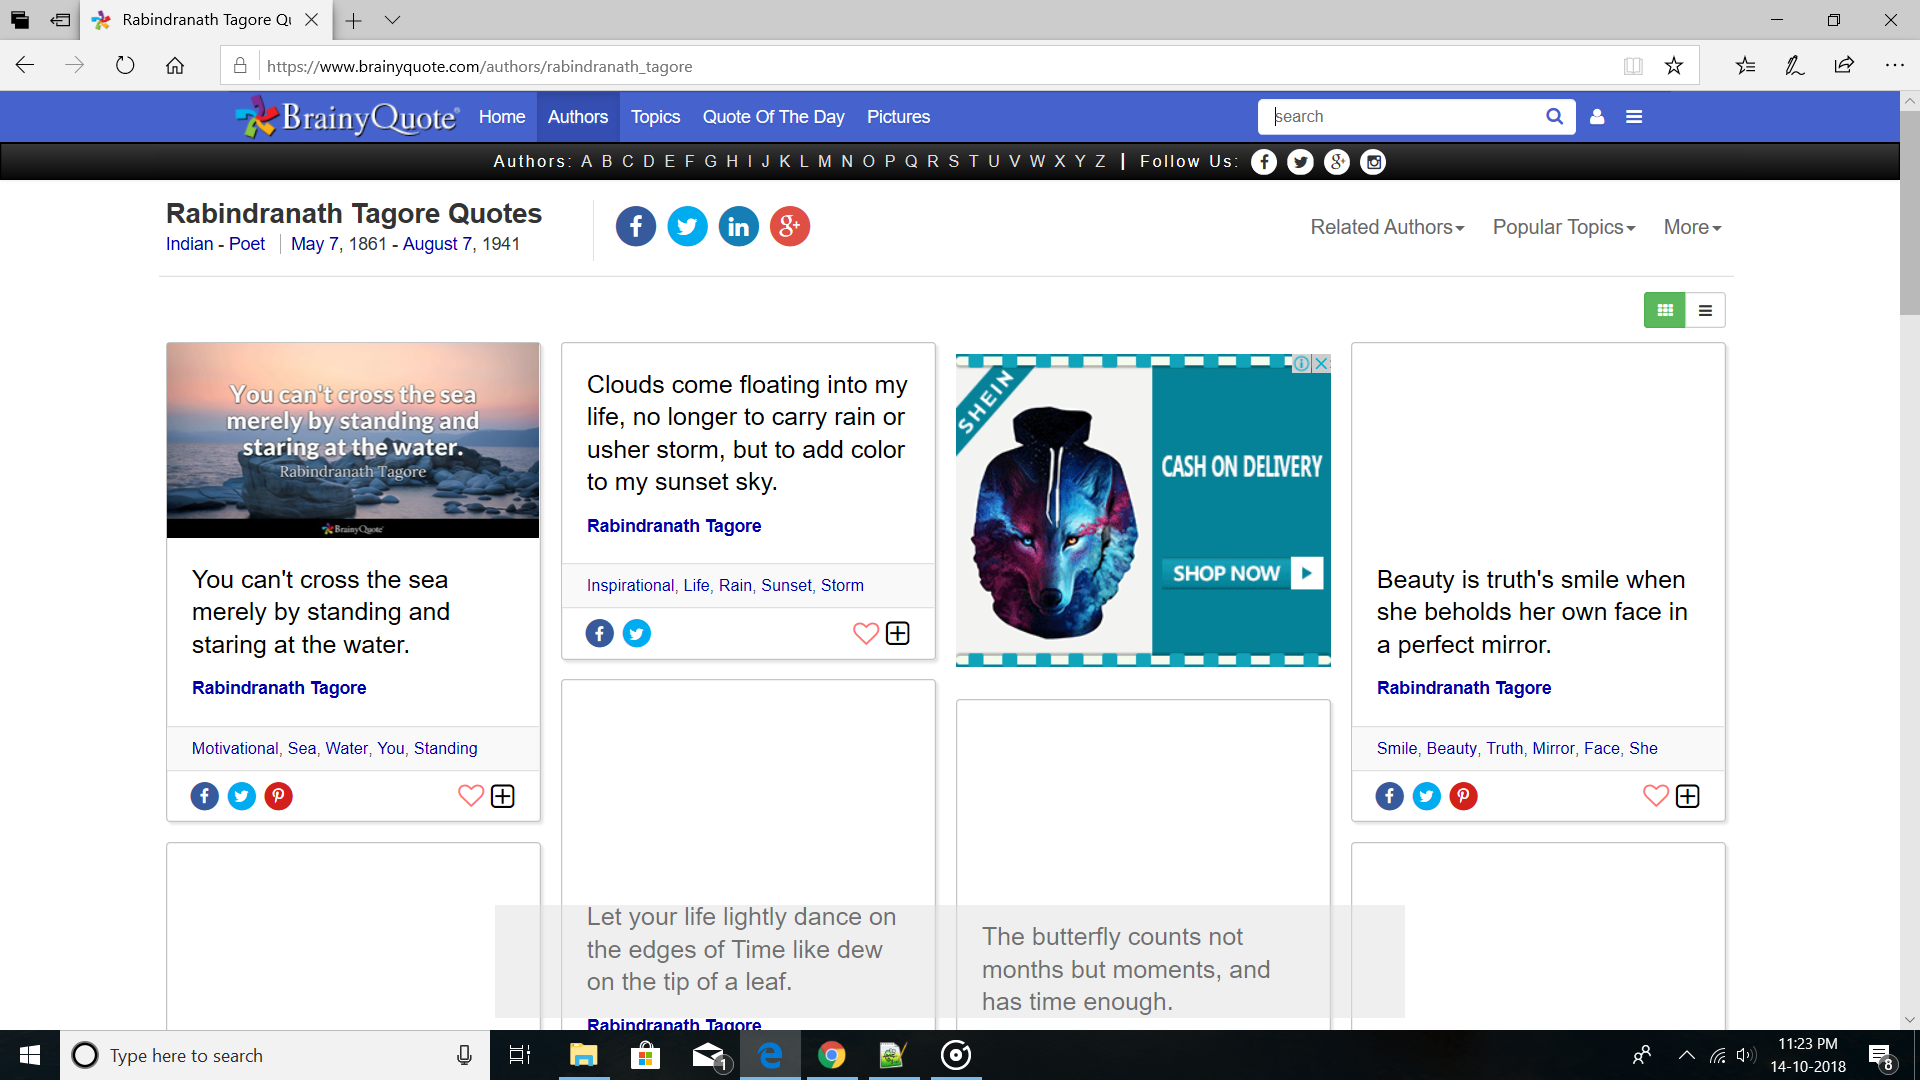 Rabindranath Tagore Qu
https://www.brainyquote.com/authors/rabindranath_tagore
BrainyQuote® Home Authors Topics Quote Of The Day Pictures search
Authors: A B C D E F G H I J K L M N O P Q R S T U V W X Y Z | Follow Us:
Rabindranath Tagore Quotes
Indian - Poet May 7, 1861 - August 7, 1941
Related Authors Popular Topics More
You can't cross the sea
merely by standing and
staring at the water.
Rabindranath Tagore
BrainyQuote
You can't cross the sea
merely by standing and
staring at the water.
Rabindranath Tagore
Motivational, Sea, Water, You, Standing
Clouds come floating into my
life, no longer to carry rain or
usher storm, but to add color
to my sunset sky.
Rabindranath Tagore
Inspirational, Life, Rain, Sunset, Storm
Let your life lightly dance on
the edges of Time like dew
on the tip of a leaf.
Rabindranath Tagore
SHEIN
CASH ON DELIVERY
SHOP NOW
The butterfly counts not
months but moments, and
has time enough.
Beauty is truth's smile when
she beholds her own face in
a perfect mirror.
Rabindranath Tagore
Smile, Beauty, Truth, Mirror, Face, She
Type here to search
1
11:23 PM
14-10-2018
8